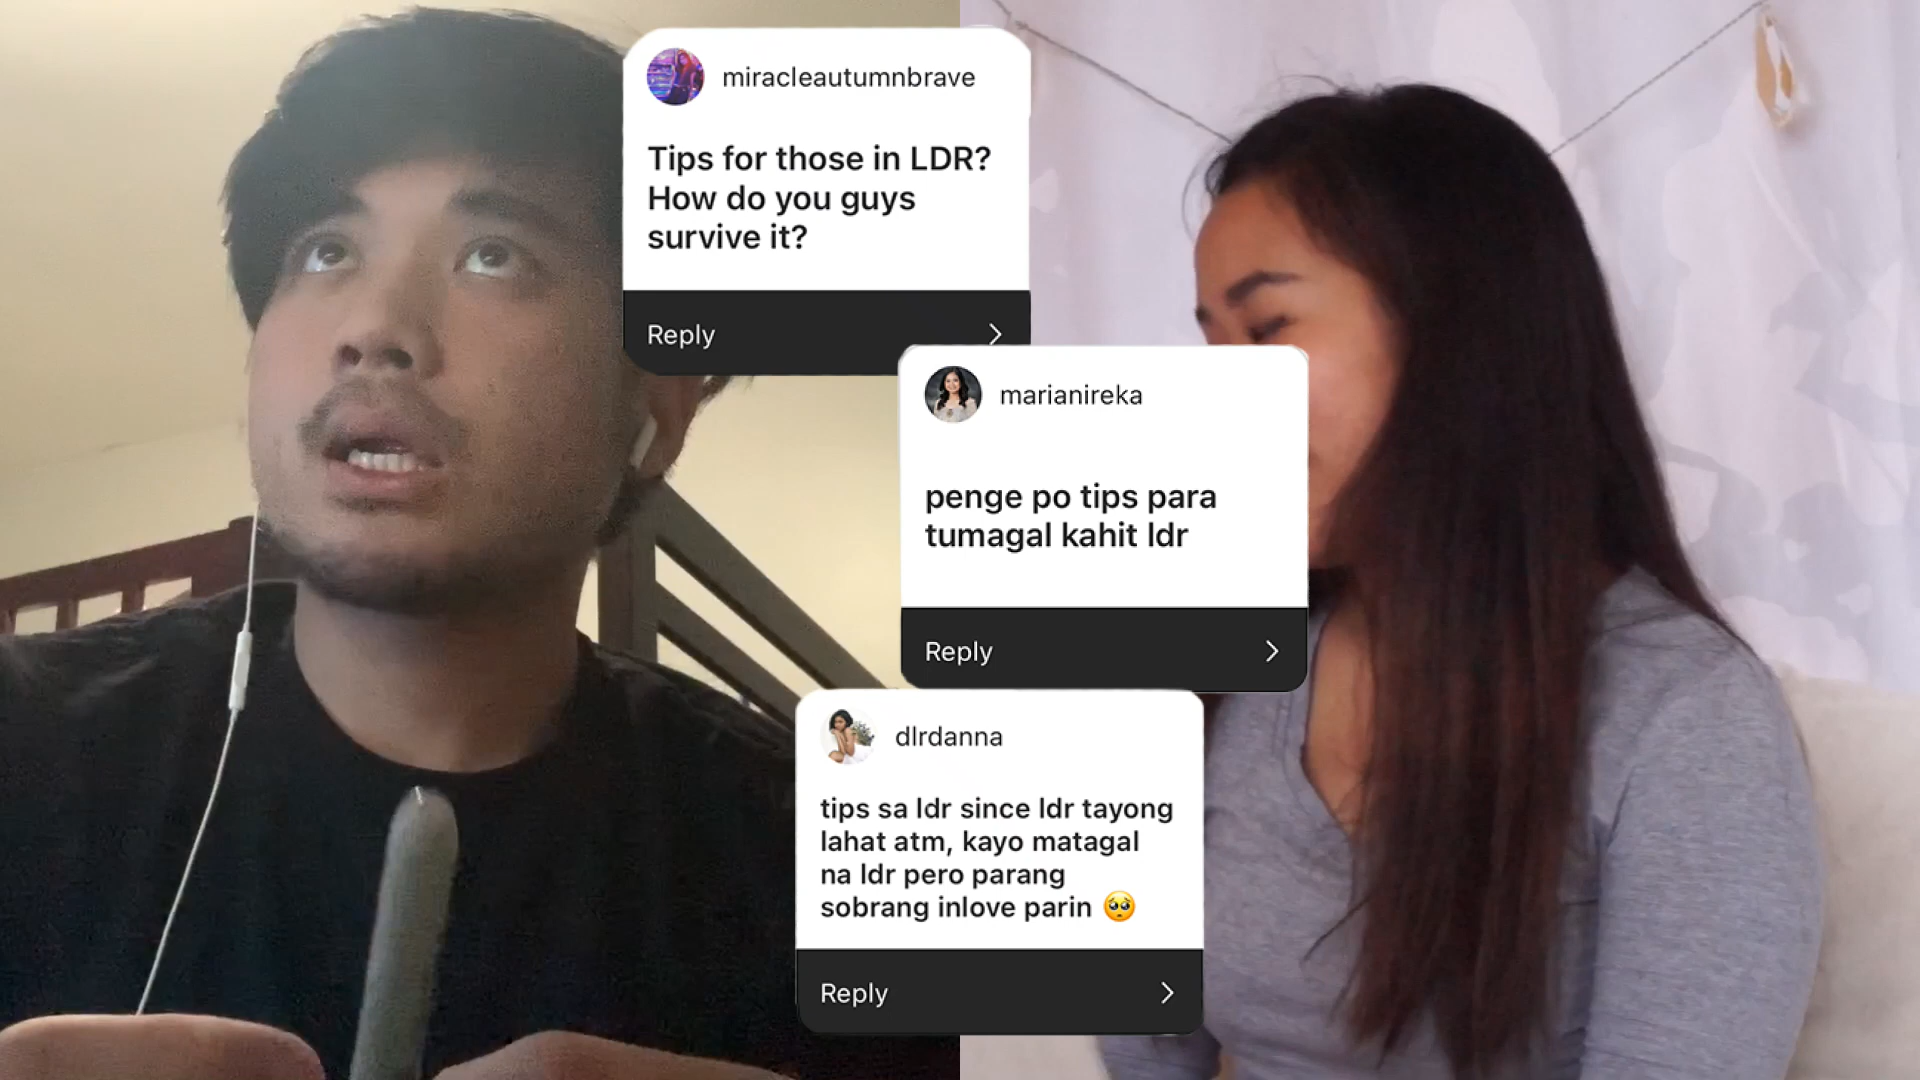 miracleautumnbrave
Tips for those in LDR?
How do you guys
survive it?
Reply
marianireka
penge po tips para
tumagal kahit ldr
Reply
dlrdanna
tips sa ldr since ldr tayong
lahat atm, kayo matagal
na ldr pero parang
sobrang inlove parin 🥺
Reply